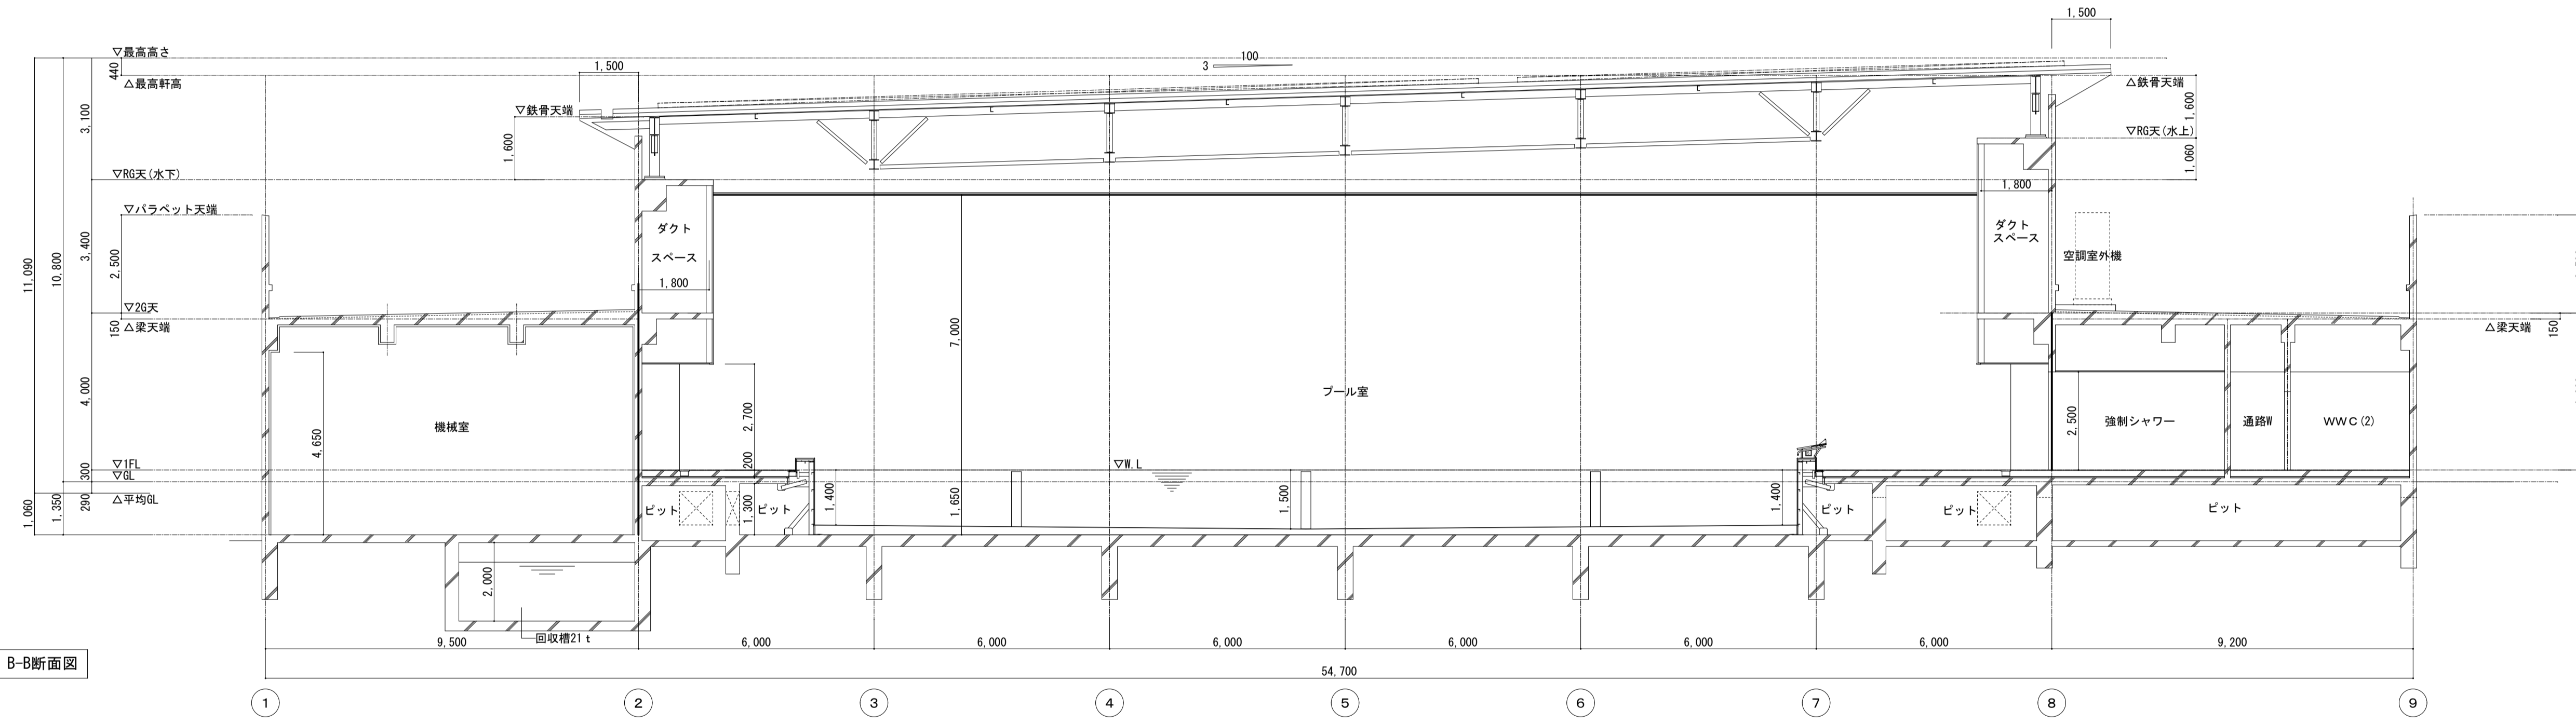 1,500
▽最高高さ
440
△最高軒高
1,500
3
100
▽鉄骨天端
△鉄骨天端
3,100
1,600
1,600
▽RG天(水上)
▽RG天(水下)
1,060
1,800
▽パラペット天端
ダクト
スペース
ダクト
スペース
空調室外機
11,090
10,800
3,400
2,500
1,800
▽2G天
150
△梁天端
△梁天端
150
7,000
プール室
4,000
機械室
4,650
2,700
2,500
強制シャワー
通路W
WWC(2)
▽1FL
300
▽GL
200
▽W.L
△平均GL
1,060
1,350
290
ピット
1,300
ピット
1,400
1,650
1,500
1,400
ピット
ピット
ピット
2,000
回収槽21t
9,500
6,000
6,000
6,000
6,000
6,000
6,000
9,200
B-B断面図
54,700
1
2
3
4
5
6
7
8
9